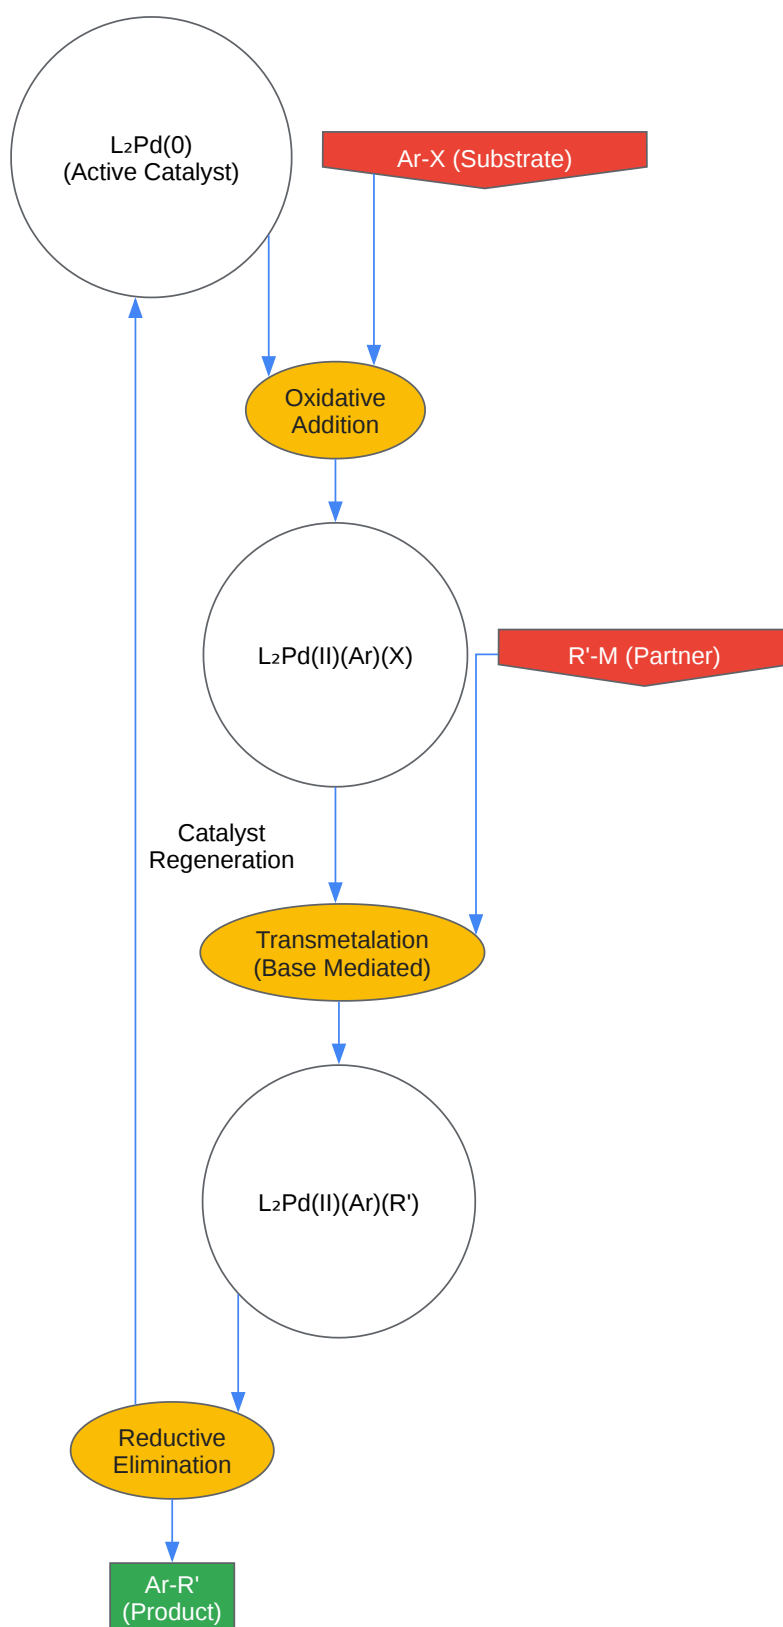 L₂Pd(0)
(Active Catalyst)
Ar-X (Substrate)
Oxidative
Addition
L₂Pd(II)(Ar)(X)
R'-M (Partner)
Catalyst
Regeneration
Transmetalation
(Base Mediated)
L₂Pd(II)(Ar)(R')
Reductive
Elimination
Ar-R'
(Product)